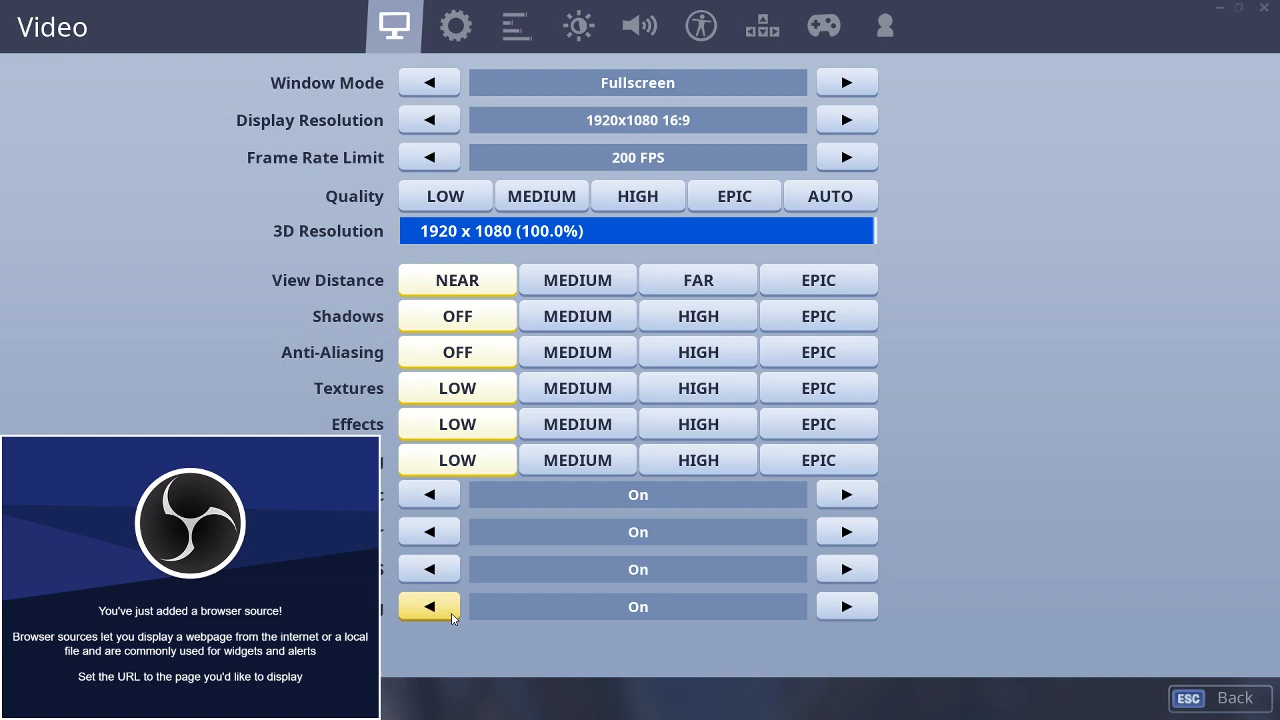 Video
Window Mode ◀ Fullscreen ▶
Display Resolution ◀ 1920x1080 16:9 ▶
Frame Rate Limit ◀ 200 FPS ▶
Quality LOW MEDIUM HIGH EPIC AUTO
3D Resolution 1920 x 1080 (100.0%)
View Distance NEAR MEDIUM FAR EPIC
Shadows OFF MEDIUM HIGH EPIC
Anti-Aliasing OFF MEDIUM HIGH EPIC
Textures LOW MEDIUM HIGH EPIC
Effects LOW MEDIUM HIGH EPIC
LOW MEDIUM HIGH EPIC
◀ On ▶
◀ On ▶
◀ On ▶
◀ On ▶
You've just added a browser source!
Browser sources let you display a webpage from the internet or a local
file and are commonly used for widgets and alerts
Set the URL to the page you'd like to display
ESC Back